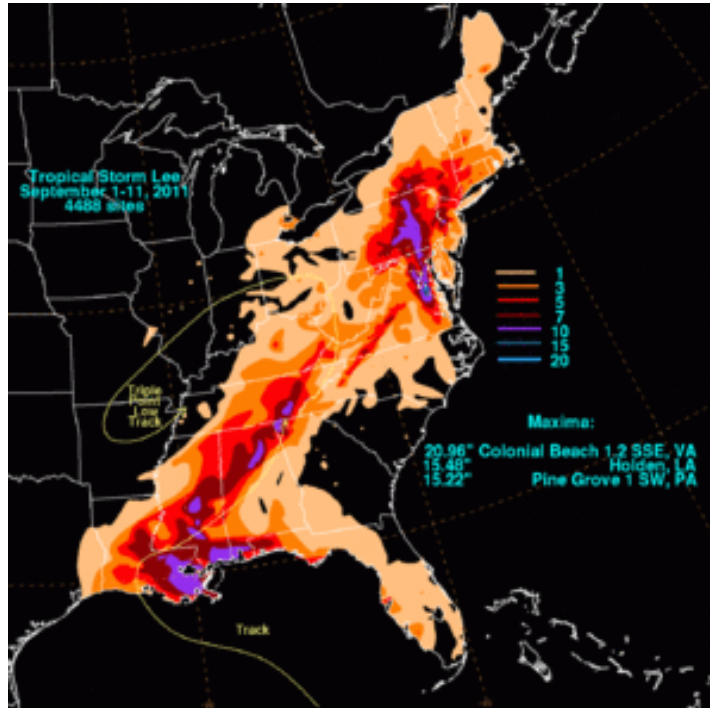 Tropical Storm Lee
September 1-11, 2011
4488 sites
1
3
5
7
10
15
20
Triple
Point
Low
Track
Maxima:
20.96" Colonial Beach 1.2 SSE, VA
15.48" Holden, LA
15.22" Pine Grove 1 SW, PA
Track